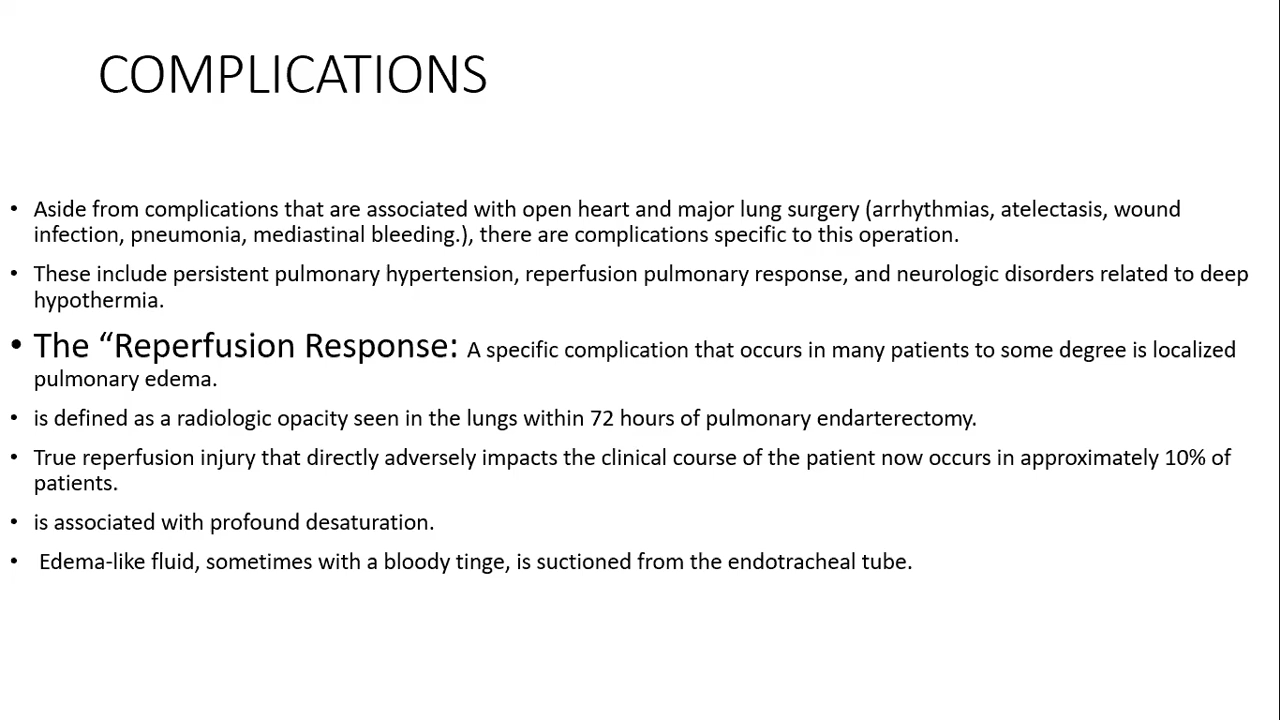 COMPLICATIONS
• Aside from complications that are associated with open heart and major lung surgery (arrhythmias, atelectasis, wound
infection, pneumonia, mediastinal bleeding.), there are complications specific to this operation.
• These include persistent pulmonary hypertension, reperfusion pulmonary response, and neurologic disorders related to deep
hypothermia.
• The “Reperfusion Response: A specific complication that occurs in many patients to some degree is localized
pulmonary edema.
• is defined as a radiologic opacity seen in the lungs within 72 hours of pulmonary endarterectomy.
• True reperfusion injury that directly adversely impacts the clinical course of the patient now occurs in approximately 10% of
patients.
• is associated with profound desaturation.
• Edema-like fluid, sometimes with a bloody tinge, is suctioned from the endotracheal tube.